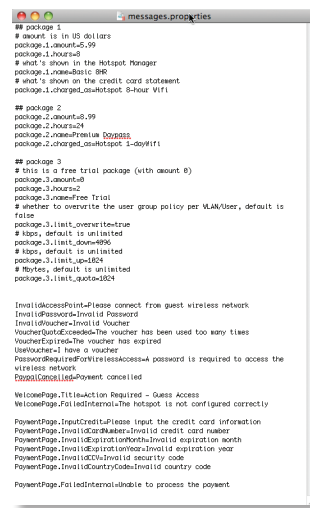 messages.properties
## package 1
# amount is in US dollars
package.1.amount=5.99
package.1.hours=8
# what's shown in the Hotspot Manager
package.1.name=Basic 8HR
# what's shown on the credit card statement
package.1.charged_as=Hotspot 8-hour Wifi
## package 2
package.2.amount=8.99
package.2.hours=24
package.2.name=Premium Daypass
package.2.charged_as=Hotspot 1-dayWifi
## package 3
# this is a free trial package (with amount 0)
package.3.amount=0
package.3.hours=2
package.3.name=Free Trial
# whether to overwrite the user group policy per VLAN/User, default is
false
package.3.limit_overwrite=true
# kbps, default is unlimited
package.3.limit_down=4096
# kbps, default is unlimited
package.3.limit_up=1024
# Mbytes, default is unlimited
package.3.limit_quota=1024
InvalidAccessPoint=Please connect from guest wireless network
InvalidPassword=Invalid Password
InvalidVoucher=Invalid Voucher
VoucherQuotaExceeded=The voucher has been used too many times
VoucherExpired=The voucher has expired
UseVoucher=I have a voucher
PasswordRequiredForWirelessAccess=A password is required to access the
wireless network
PaypalCancelled=Payment cancelled
WelcomePage.Title=Action Required - Guess Access
WelcomePage.FailedInternal=The hotspot is not configured correctly
PaymentPage.InputCredit=Please input the credit card information
PaymentPage.InvalidCardNumber=Invalid credit card number
PaymentPage.InvalidExpirationMonth=Invalid expiration month
PaymentPage.InvalidExpirationYear=Invalid expiration year
PaymentPage.InvalidCCV=Invalid security code
PaymentPage.InvalidCountryCode=Invalid country code
PaymentPage.FailedInternal=Unable to process the payment